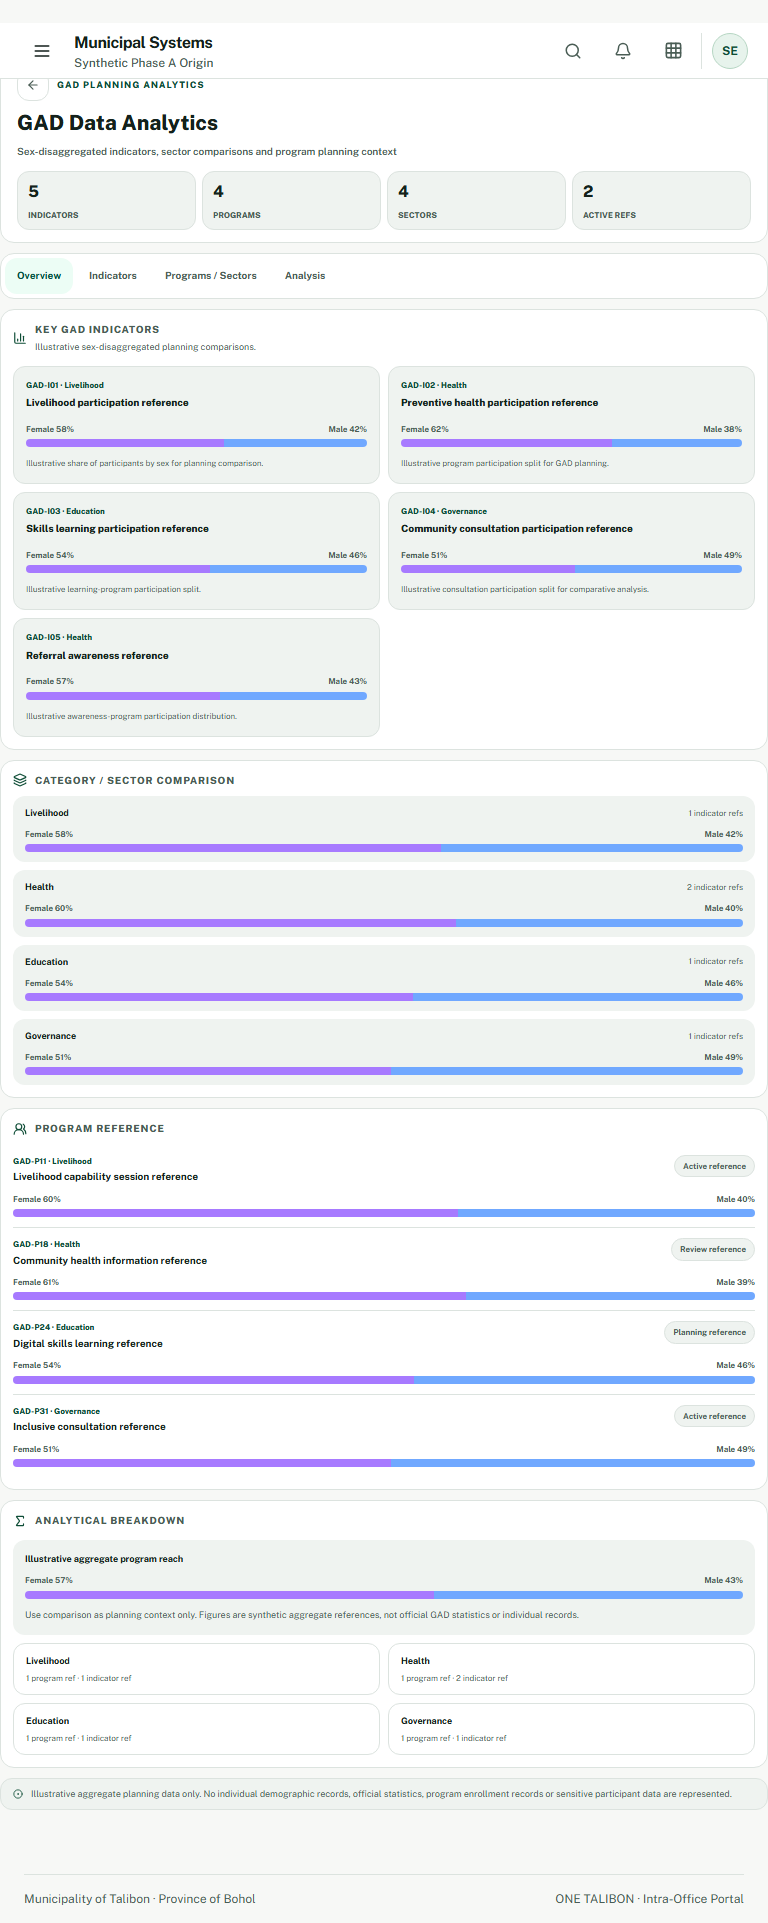 Municipal Systems
Synthetic Phase A Origin
SE
GAD PLANNING ANALYTICS
GAD Data Analytics
Sex-disaggregated indicators, sector comparisons and program planning context
5
INDICATORS
4
PROGRAMS
4
SECTORS
2
ACTIVE REFS
Overview
Indicators
Programs / Sectors
Analysis
KEY GAD INDICATORS
Illustrative sex-disaggregated planning comparisons.
GAD-I01 · Livelihood
Livelihood participation reference
Female 58%
Male 42%
Illustrative share of participants by sex for planning comparison.
GAD-I02 · Health
Preventive health participation reference
Female 62%
Male 38%
Illustrative program participation split for GAD planning.
GAD-I03 · Education
Skills learning participation reference
Female 54%
Male 46%
Illustrative learning-program participation split.
GAD-I04 · Governance
Community consultation participation reference
Female 51%
Male 49%
Illustrative consultation participation split for comparative analysis.
GAD-I05 · Health
Referral awareness reference
Female 57%
Male 43%
Illustrative awareness-program participation distribution.
CATEGORY / SECTOR COMPARISON
Livelihood
1 indicator refs
Female 58%
Male 42%
Health
2 indicator refs
Female 60%
Male 40%
Education
1 indicator refs
Female 54%
Male 46%
Governance
1 indicator refs
Female 51%
Male 49%
PROGRAM REFERENCE
GAD-P11 · Livelihood
Livelihood capability session reference
Active reference
Female 60%
Male 40%
GAD-P18 · Health
Community health information reference
Review reference
Female 61%
Male 39%
GAD-P24 · Education
Digital skills learning reference
Planning reference
Female 54%
Male 46%
GAD-P31 · Governance
Inclusive consultation reference
Active reference
Female 51%
Male 49%
ANALYTICAL BREAKDOWN
Illustrative aggregate program reach
Female 57%
Male 43%
Use comparison as planning context only. Figures are synthetic aggregate references, not official GAD statistics or individual records.
Livelihood
1 program ref · 1 indicator ref
Health
1 program ref · 2 indicator ref
Education
1 program ref · 1 indicator ref
Governance
1 program ref · 1 indicator ref
Illustrative aggregate planning data only. No individual demographic records, official statistics, program enrollment records or sensitive participant data are represented.
Municipality of Talibon · Province of Bohol
ONE TALIBON · Intra-Office Portal